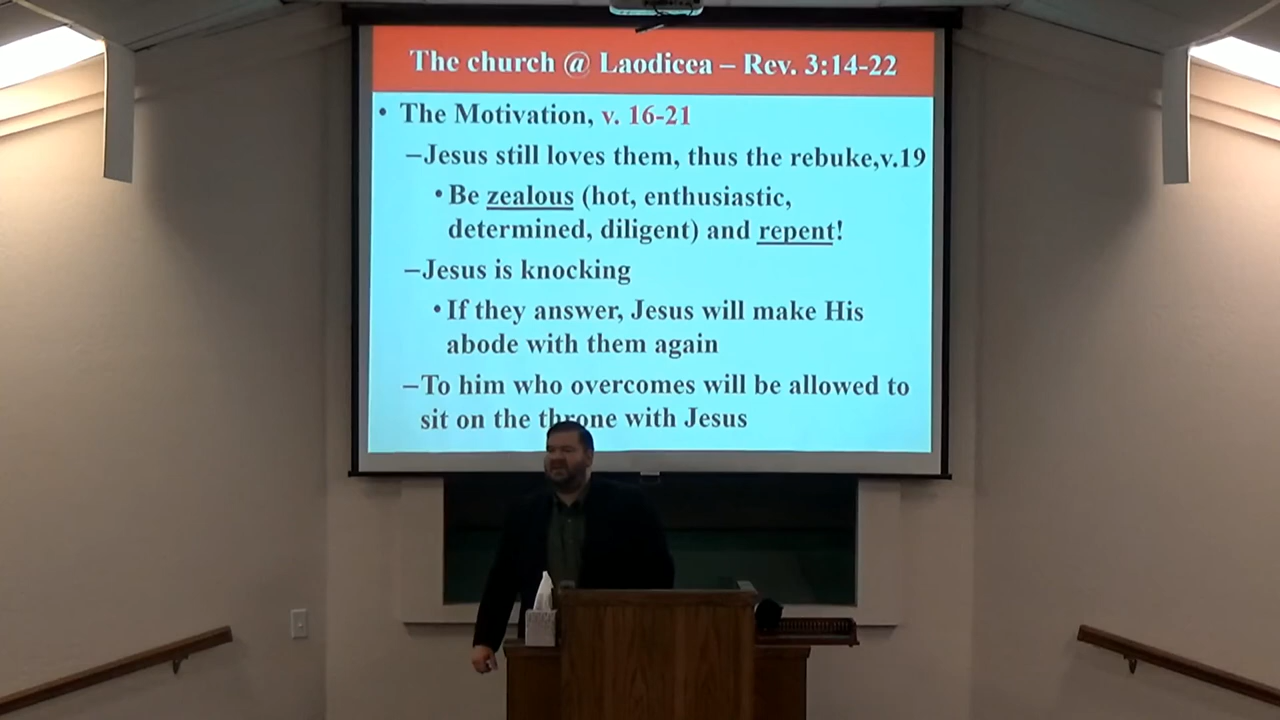 The church @ Laodicea – Rev. 3:14-22
• The Motivation, v. 16-21
–Jesus still loves them, thus the rebuke,v.19
• Be zealous (hot, enthusiastic,
determined, diligent) and repent!
–Jesus is knocking
• If they answer, Jesus will make His
abode with them again
–To him who overcomes will be allowed to
sit on the throne with Jesus